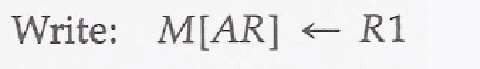 Write: M[AR] ← R1